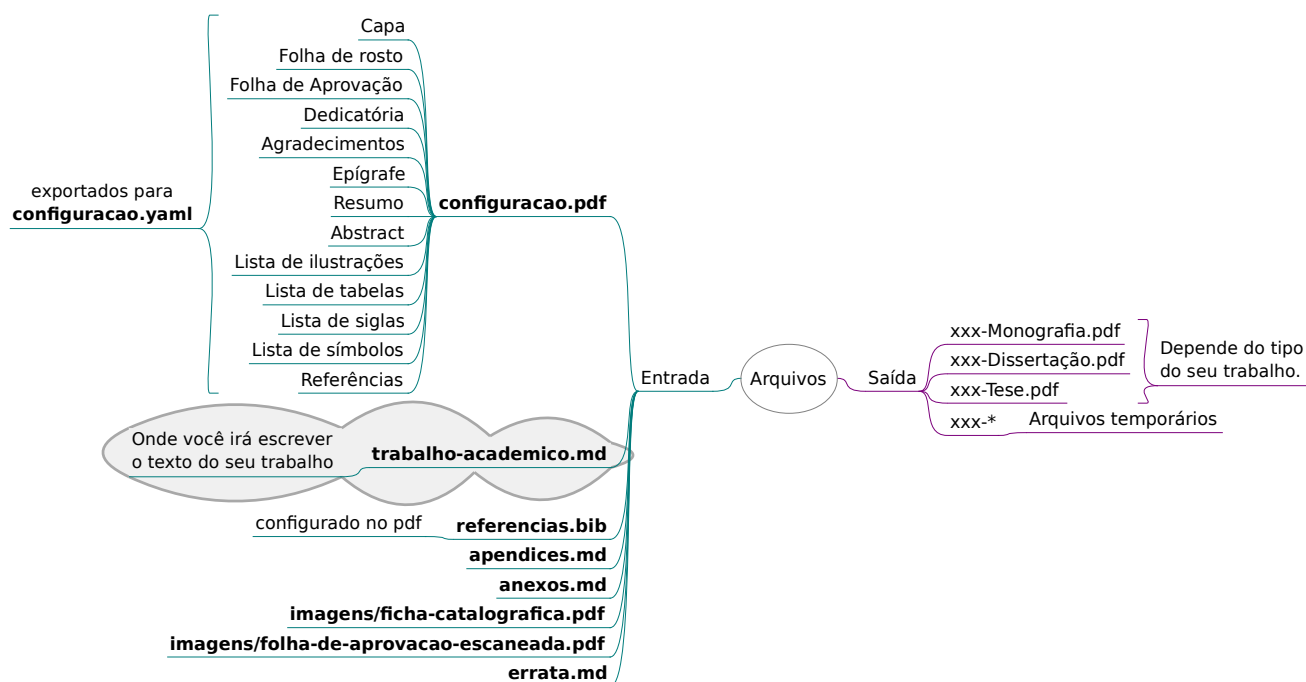 Capa
Folha de rosto
Folha de Aprovação
Dedicatória
Agradecimentos
Epígrafe
Resumo
Abstract
Lista de ilustrações
Lista de tabelas
Lista de siglas
Lista de símbolos
Referências
exportados para
configuracao.yaml
configuracao.pdf
Onde você irá escrever
o texto do seu trabalho
trabalho-academico.md
configurado no pdf
referencias.bib
apendices.md
anexos.md
imagens/ficha-catalografica.pdf
imagens/folha-de-aprovacao-escaneada.pdf
errata.md
Entrada
Arquivos
Saída
xxx-Monografia.pdf
xxx-Dissertação.pdf
xxx-Tese.pdf
Depende do tipo
do seu trabalho.
xxx-*
Arquivos temporários